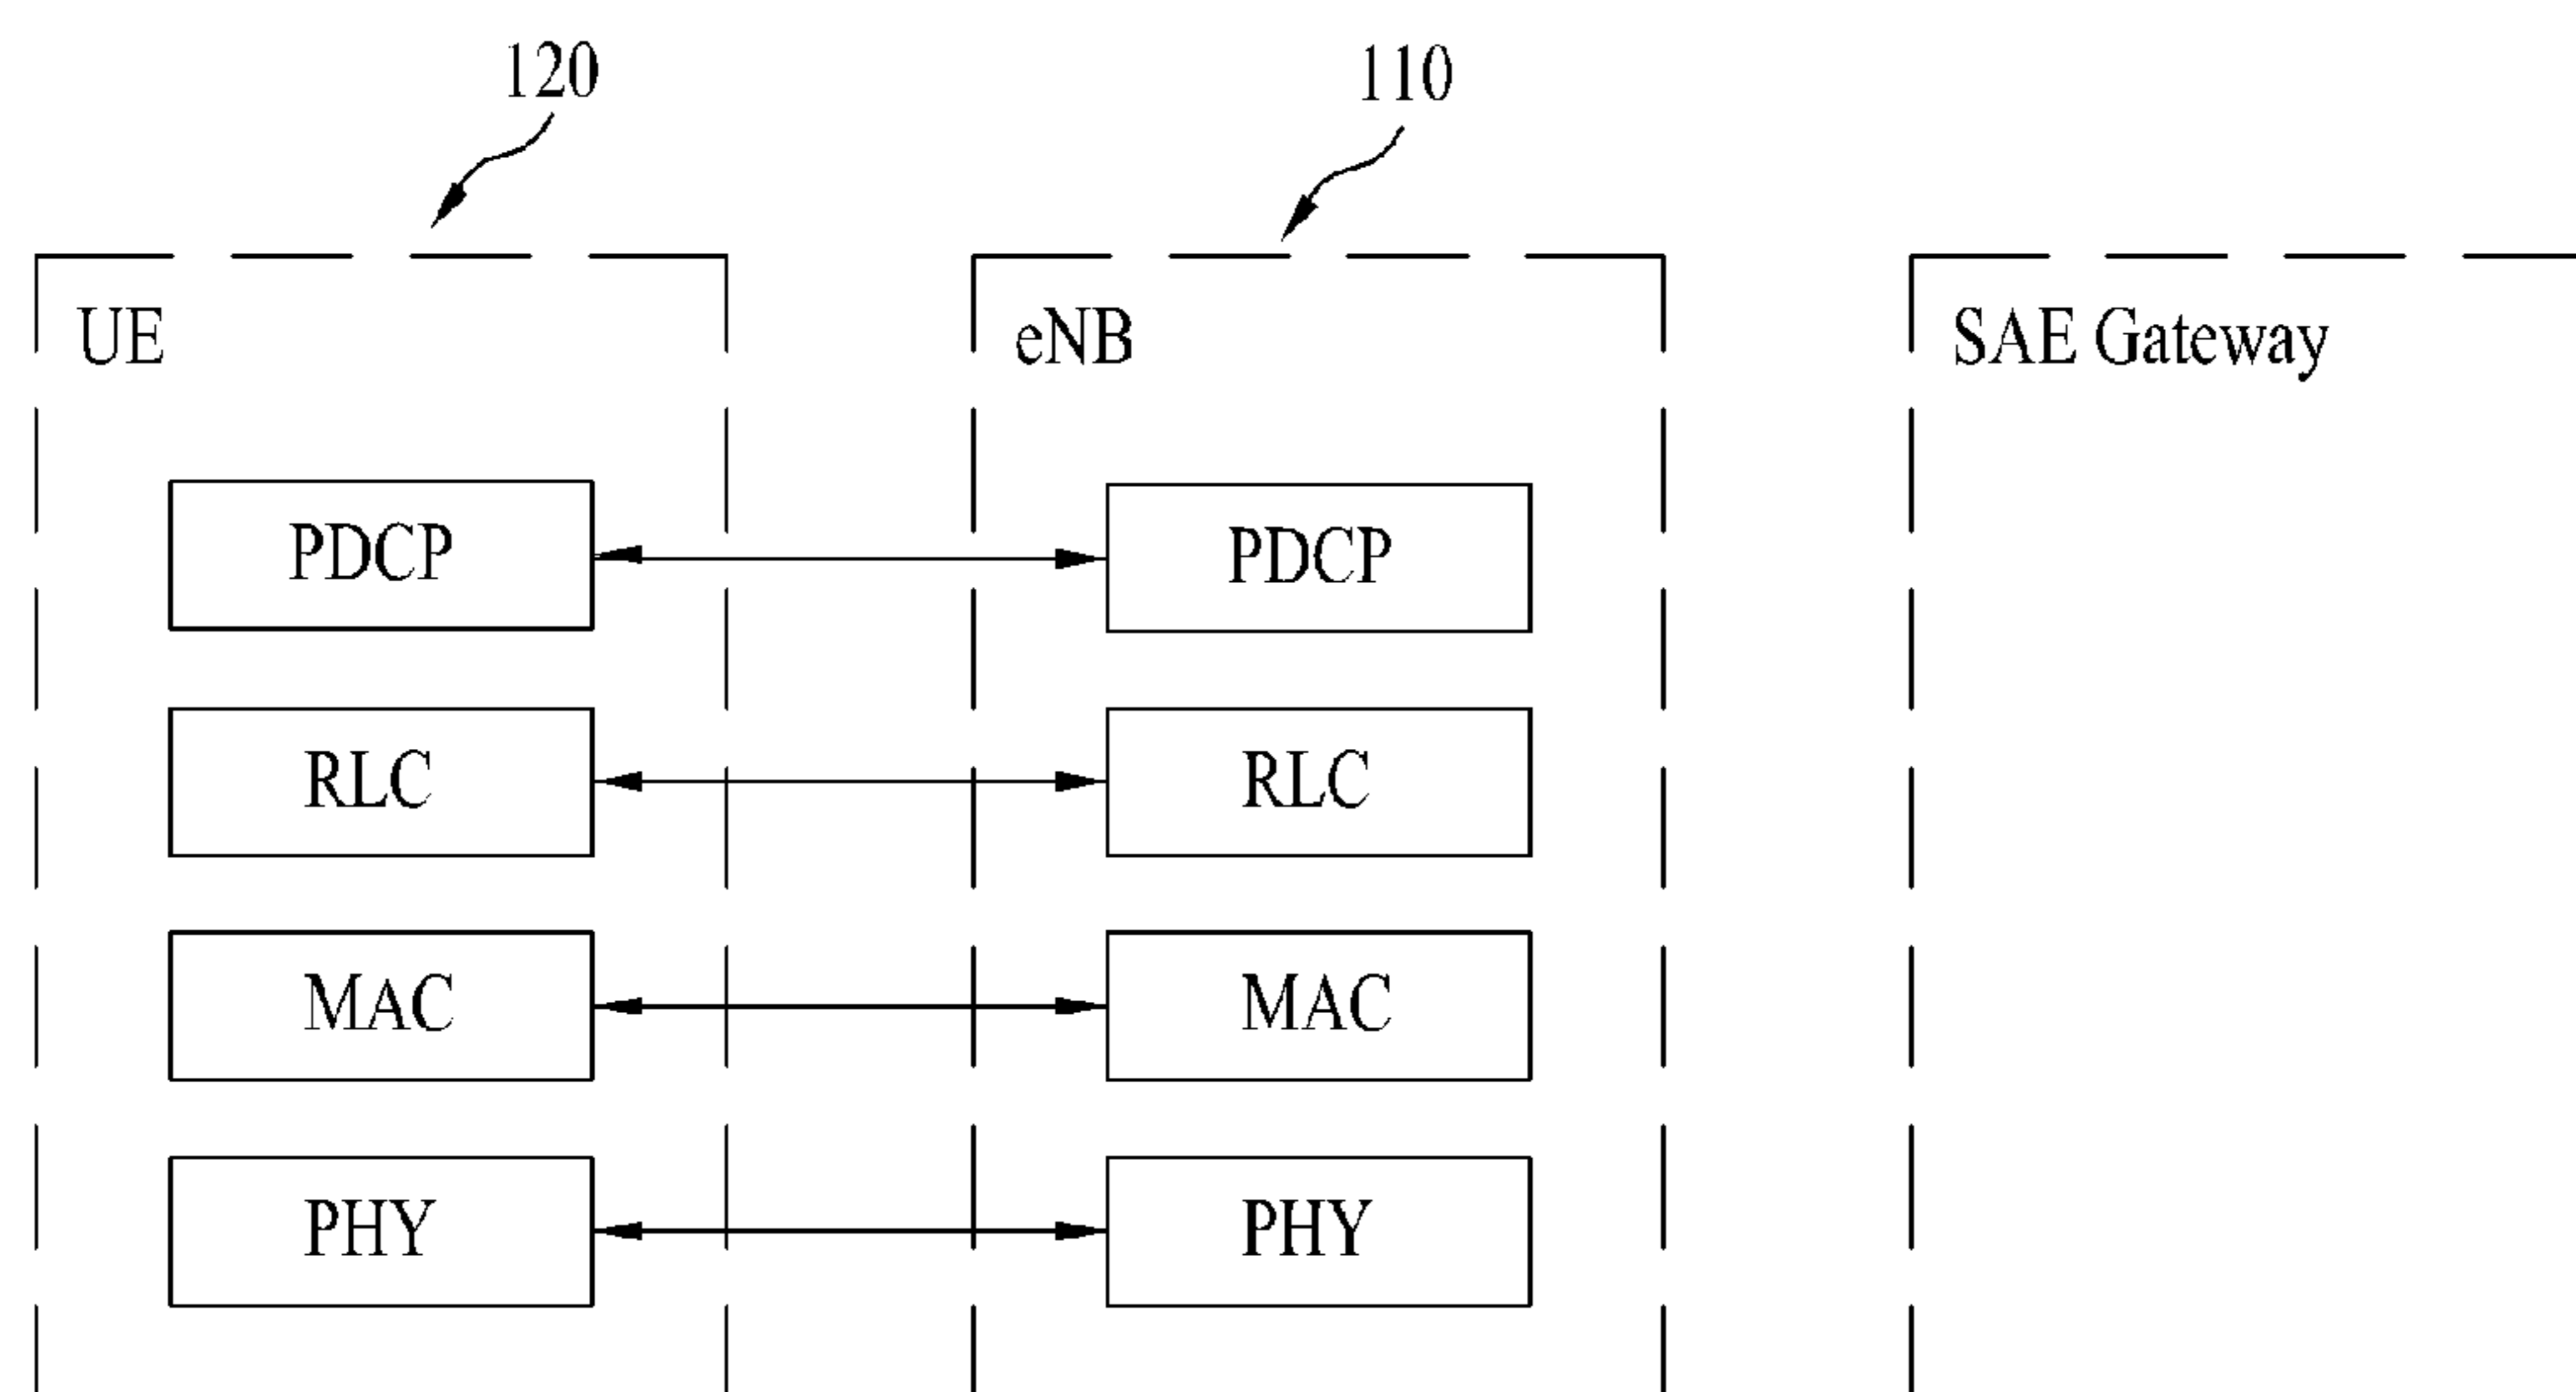 120 110
UE eNB SAE Gateway
PDCP PDCP
RLC RLC
MAC MAC
PHY PHY